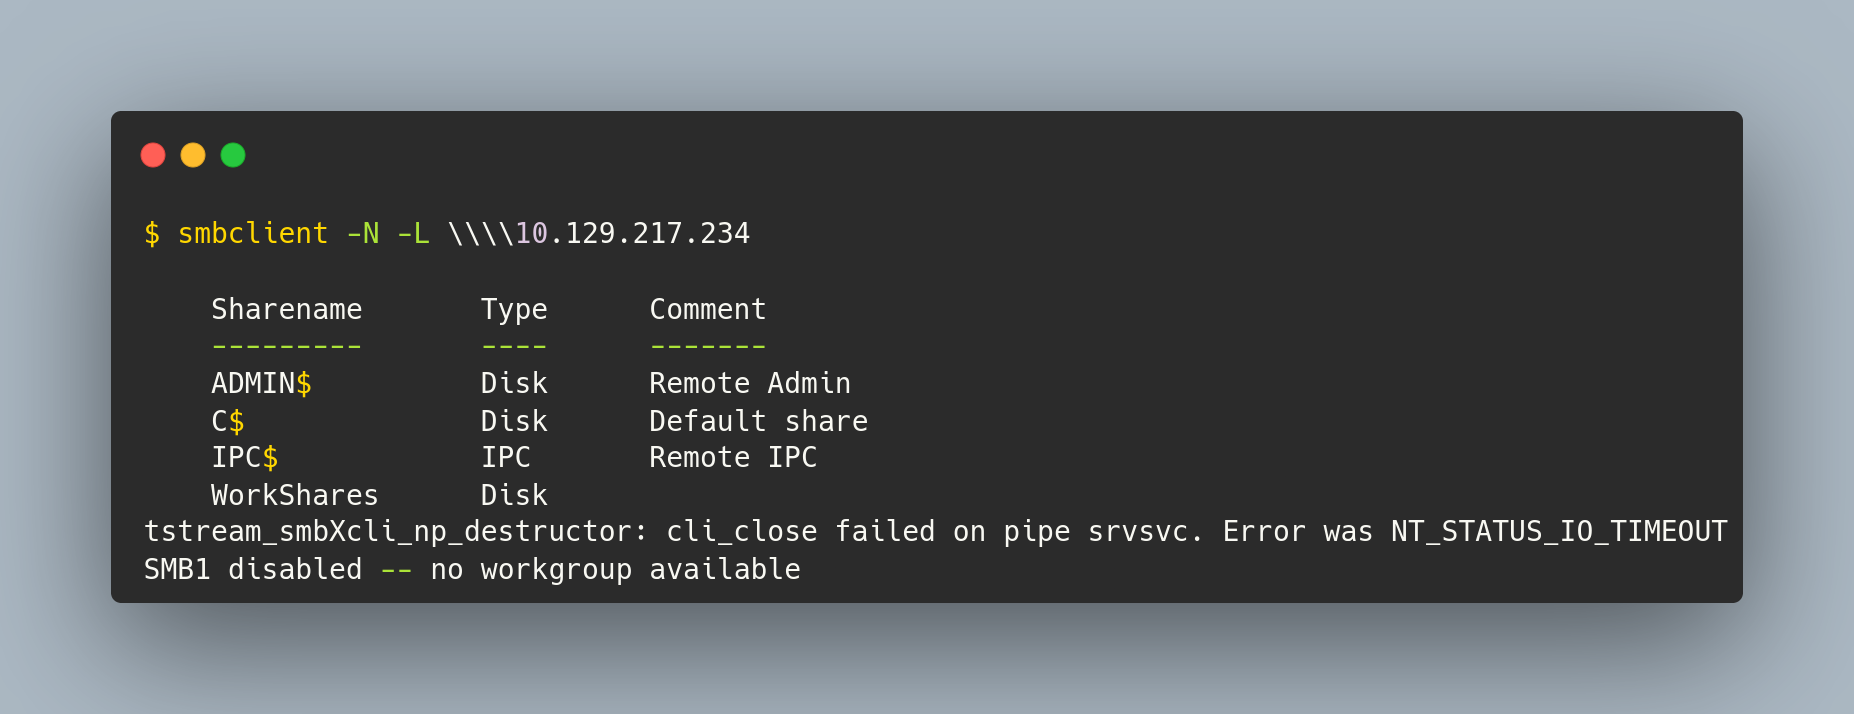 $ smbclient -N -L \\\\10.129.217.234
Sharename       Type      Comment
---------       ----      -------
ADMIN$          Disk      Remote Admin
C$              Disk      Default share
IPC$            IPC       Remote IPC
WorkShares      Disk
tstream_smbXcli_np_destructor: cli_close failed on pipe srvsvc. Error was NT_STATUS_IO_TIMEOUT
SMB1 disabled -- no workgroup available